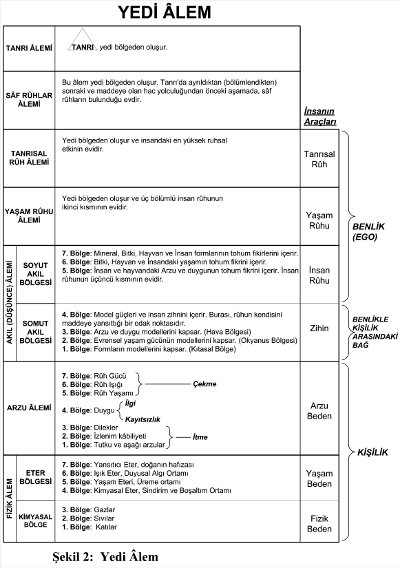 YEDİ ÂLEM
TANRI ÂLEMİ
TANRI, yedi bölgeden oluşur.
SÂF RÛHLAR
ÂLEMİ
Bu âlem yedi bölgeden oluşur. Tanrı'da ayrıldıktan (bölümlendikten)
sonraki ve maddeye olan hac yolculuğundan önceki aşamada, sâf
rûhların bulunduğu evdir.
İnsanın
Araçları
TANRISAL
RÛH ÂLEMİ
Yedi bölgeden oluşur ve insandaki en yüksek ruhsal
etkinin evidir.
Tanrısal
Rûh
YAŞAM RÛHU
ÂLEMİ
Yedi bölgeden oluşur ve üç bölümlü insan rûhunun
ikinci kısmının evidir.
Yaşam
Rûhu
BENLİK
(EGO)
AKIL (DÜŞÜNCE) ÂLEMİ
SOYUT
AKIL
BÖLGESİ
7. Bölge: Mineral, Bitki, Hayvan ve İnsan formlarının tohum fikirlerini içerir.
6. Bölge: Bitki, Hayvan ve İnsandaki yaşamın tohum fikrini içerir.
5. Bölge: İnsan ve hayvandaki Arzu ve duygunun tohum fikrini içerir. İnsan
rûhunun üçüncü kısmının evidir.
İnsan
Rûhu
SOMUT
AKIL
BÖLGESİ
4. Bölge: Model güçleri ve insan zihnini içerir. Burası, rûhun kendisini
maddeye yansıttığı bir odak noktasıdır.
3. Bölge: Arzu ve duygu modellerini kapsar. (Hava Bölgesi)
2. Bölge: Evrensel yaşam gücünün modellerini kapsar. (Okyanus Bölgesi)
1. Bölge: Formların modellerini kapsar. (Kıtasal Bölge)
Zihin
BENLİKLE
KİŞİLİK
ARASINDAKİ
BAĞ
ARZU ÂLEMİ
7. Bölge: Rûh Gücü
6. Bölge: Rûh Işığı
5. Bölge: Rûh Yaşamı
Çekme
4. Bölge: Duygu
İlgi
Kayıtsızlık
3. Bölge: Dilekler
2. Bölge: İzlenim kâbiliyeti
1. Bölge: Tutku ve aşağı arzular
İtme
Arzu
Beden
KİŞİLİK
FİZİK ÂLEM
ETER
BÖLGESİ
7. Bölge: Yansıtıcı Eter, doğanın hafızası
6. Bölge: Işık Eter, Duyusal Algı Ortamı
5. Bölge: Yaşam Eteri, Üreme ortamı
4. Bölge: Kimyasal Eter, Sindirim ve Boşaltım Ortamı
Yaşam
Beden
KİMYASAL
BÖLGE
3. Bölge: Gazlar
2. Bölge: Sıvılar
1. Bölge: Katılar
Fizik
Beden
Şekil 2: Yedi Âlem